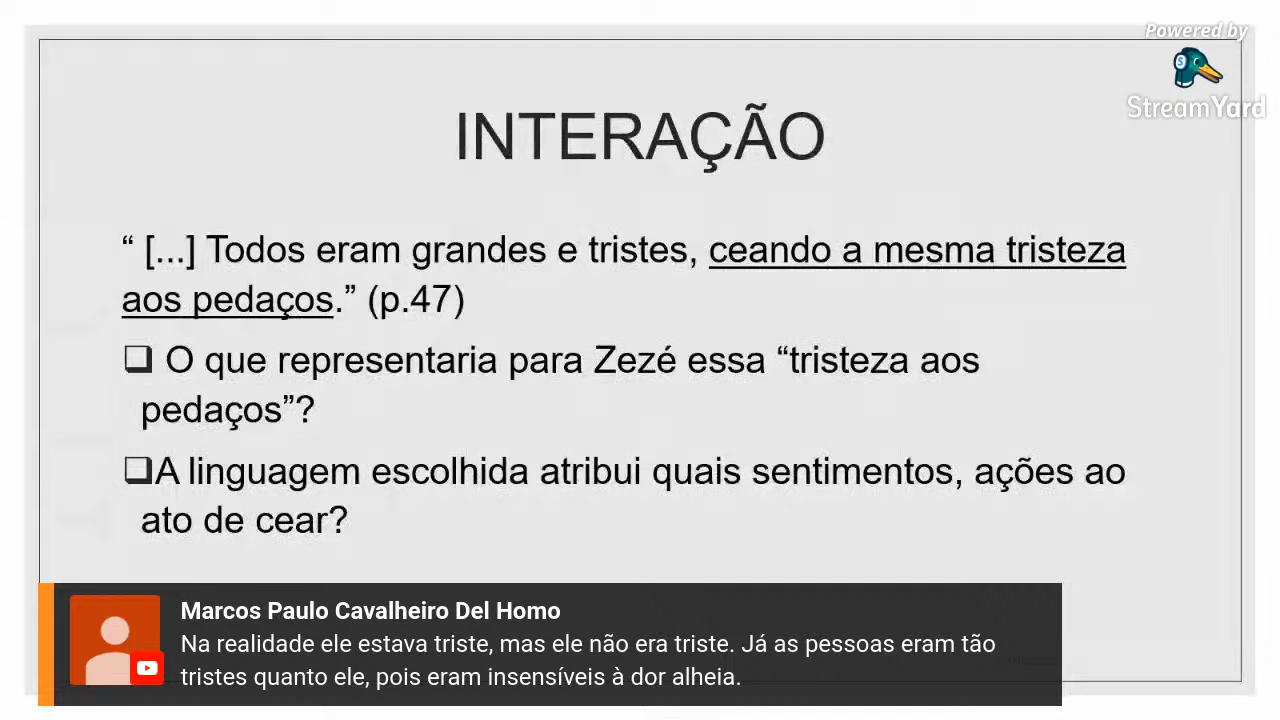 Powered by
StreamYard
INTERAÇÃO
“ [...] Todos eram grandes e tristes, ceando a mesma tristeza
aos pedaços.” (p.47)
❑ O que representaria para Zezé essa “tristeza aos
pedaços”?
❑A linguagem escolhida atribui quais sentimentos, ações ao
ato de cear?
Marcos Paulo Cavalheiro Del Homo
Na realidade ele estava triste, mas ele não era triste. Já as pessoas eram tão
tristes quanto ele, pois eram insensíveis à dor alheia.